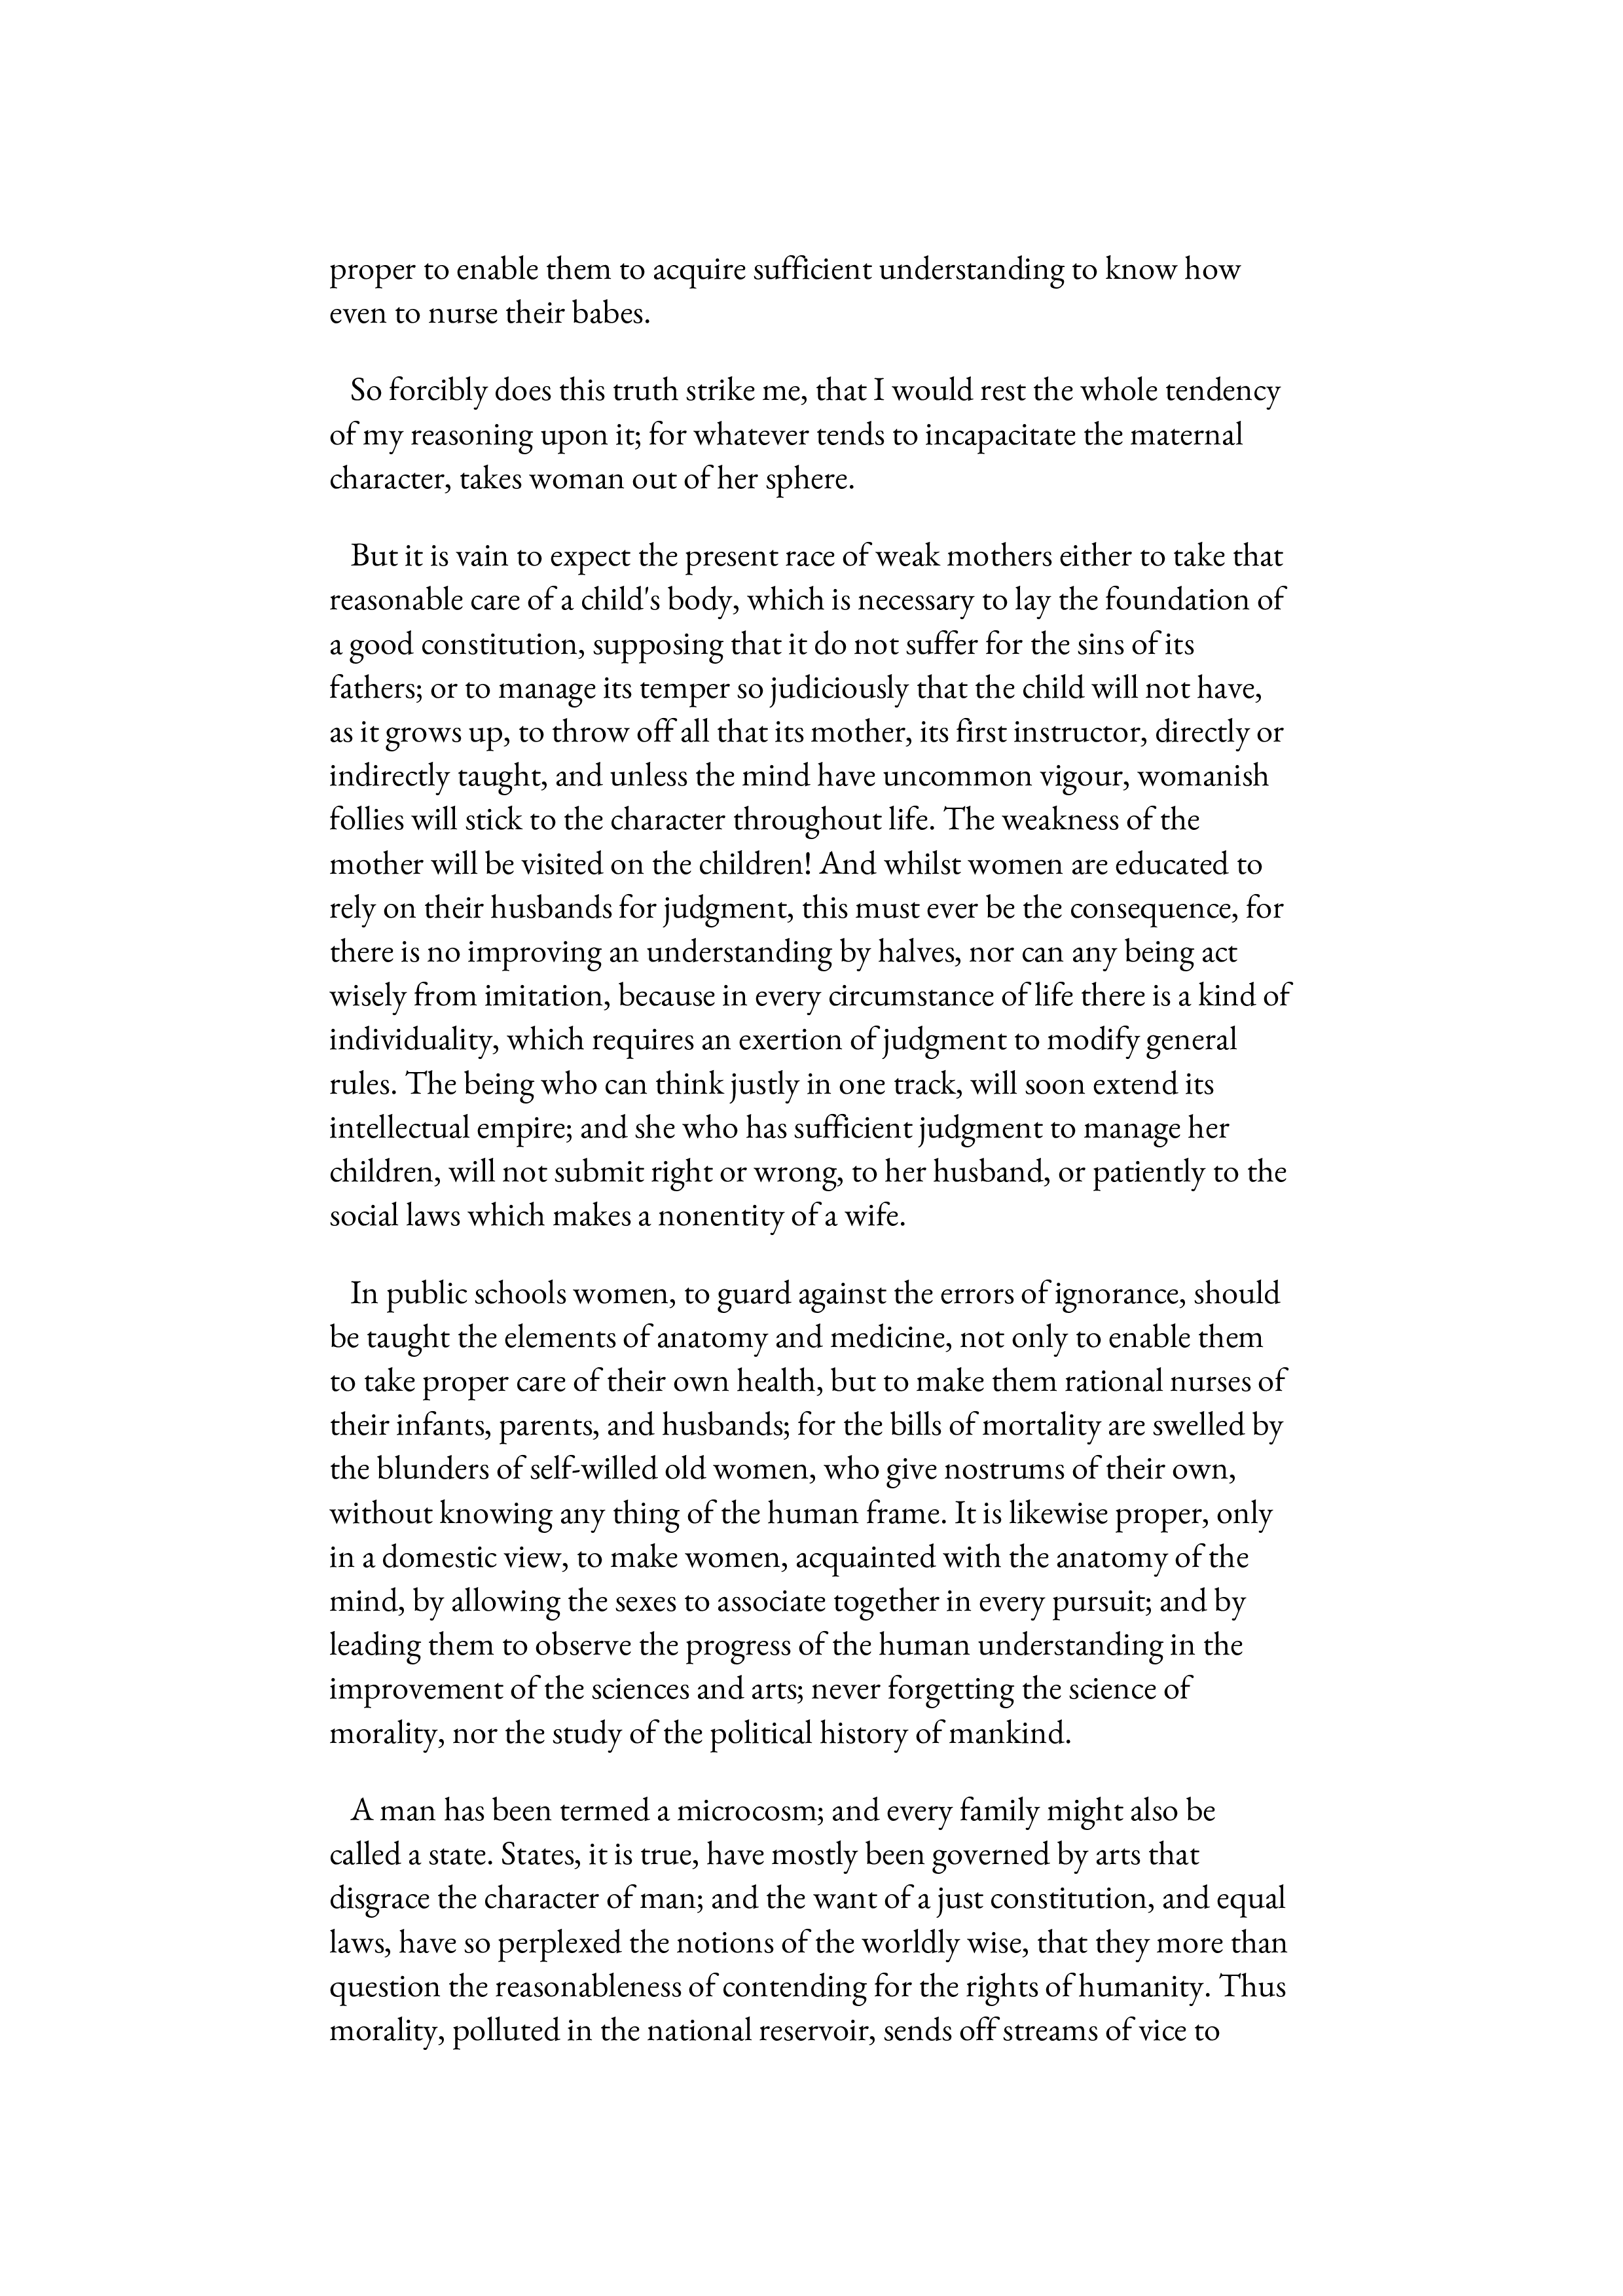 proper to enable them to acquire sufficient understanding to know how
even to nurse their babes.
So forcibly does this truth strike me, that I would rest the whole tendency
of my reasoning upon it; for whatever tends to incapacitate the maternal
character, takes woman out of her sphere.
But it is vain to expect the present race of weak mothers either to take that
reasonable care of a child's body, which is necessary to lay the foundation of
a good constitution, supposing that it do not suffer for the sins of its
fathers; or to manage its temper so judiciously that the child will not have,
as it grows up, to throw off all that its mother, its first instructor, directly or
indirectly taught, and unless the mind have uncommon vigour, womanish
follies will stick to the character throughout life. The weakness of the
mother will be visited on the children! And whilst women are educated to
rely on their husbands for judgment, this must ever be the consequence, for
there is no improving an understanding by halves, nor can any being act
wisely from imitation, because in every circumstance of life there is a kind of
individuality, which requires an exertion of judgment to modify general
rules. The being who can think justly in one track, will soon extend its
intellectual empire; and she who has sufficient judgment to manage her
children, will not submit right or wrong, to her husband, or patiently to the
social laws which makes a nonentity of a wife.
In public schools women, to guard against the errors of ignorance, should
be taught the elements of anatomy and medicine, not only to enable them
to take proper care of their own health, but to make them rational nurses of
their infants, parents, and husbands; for the bills of mortality are swelled by
the blunders of self-willed old women, who give nostrums of their own,
without knowing any thing of the human frame. It is likewise proper, only
in a domestic view, to make women, acquainted with the anatomy of the
mind, by allowing the sexes to associate together in every pursuit; and by
leading them to observe the progress of the human understanding in the
improvement of the sciences and arts; never forgetting the science of
morality, nor the study of the political history of mankind.
A man has been termed a microcosm; and every family might also be
called a state. States, it is true, have mostly been governed by arts that
disgrace the character of man; and the want of a just constitution, and equal
laws, have so perplexed the notions of the worldly wise, that they more than
question the reasonableness of contending for the rights of humanity. Thus
morality, polluted in the national reservoir, sends off streams of vice to